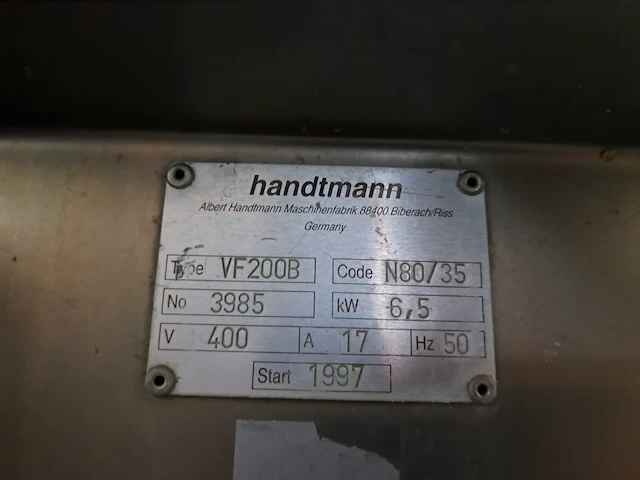 handtmann
Albert Handtmann Maschinenfabrik 88400 Biberach/Riss
Germany
Type VF200B Code N80/35
No 3985 kW 6,5
V 400 A 17 Hz 50
Start 1997